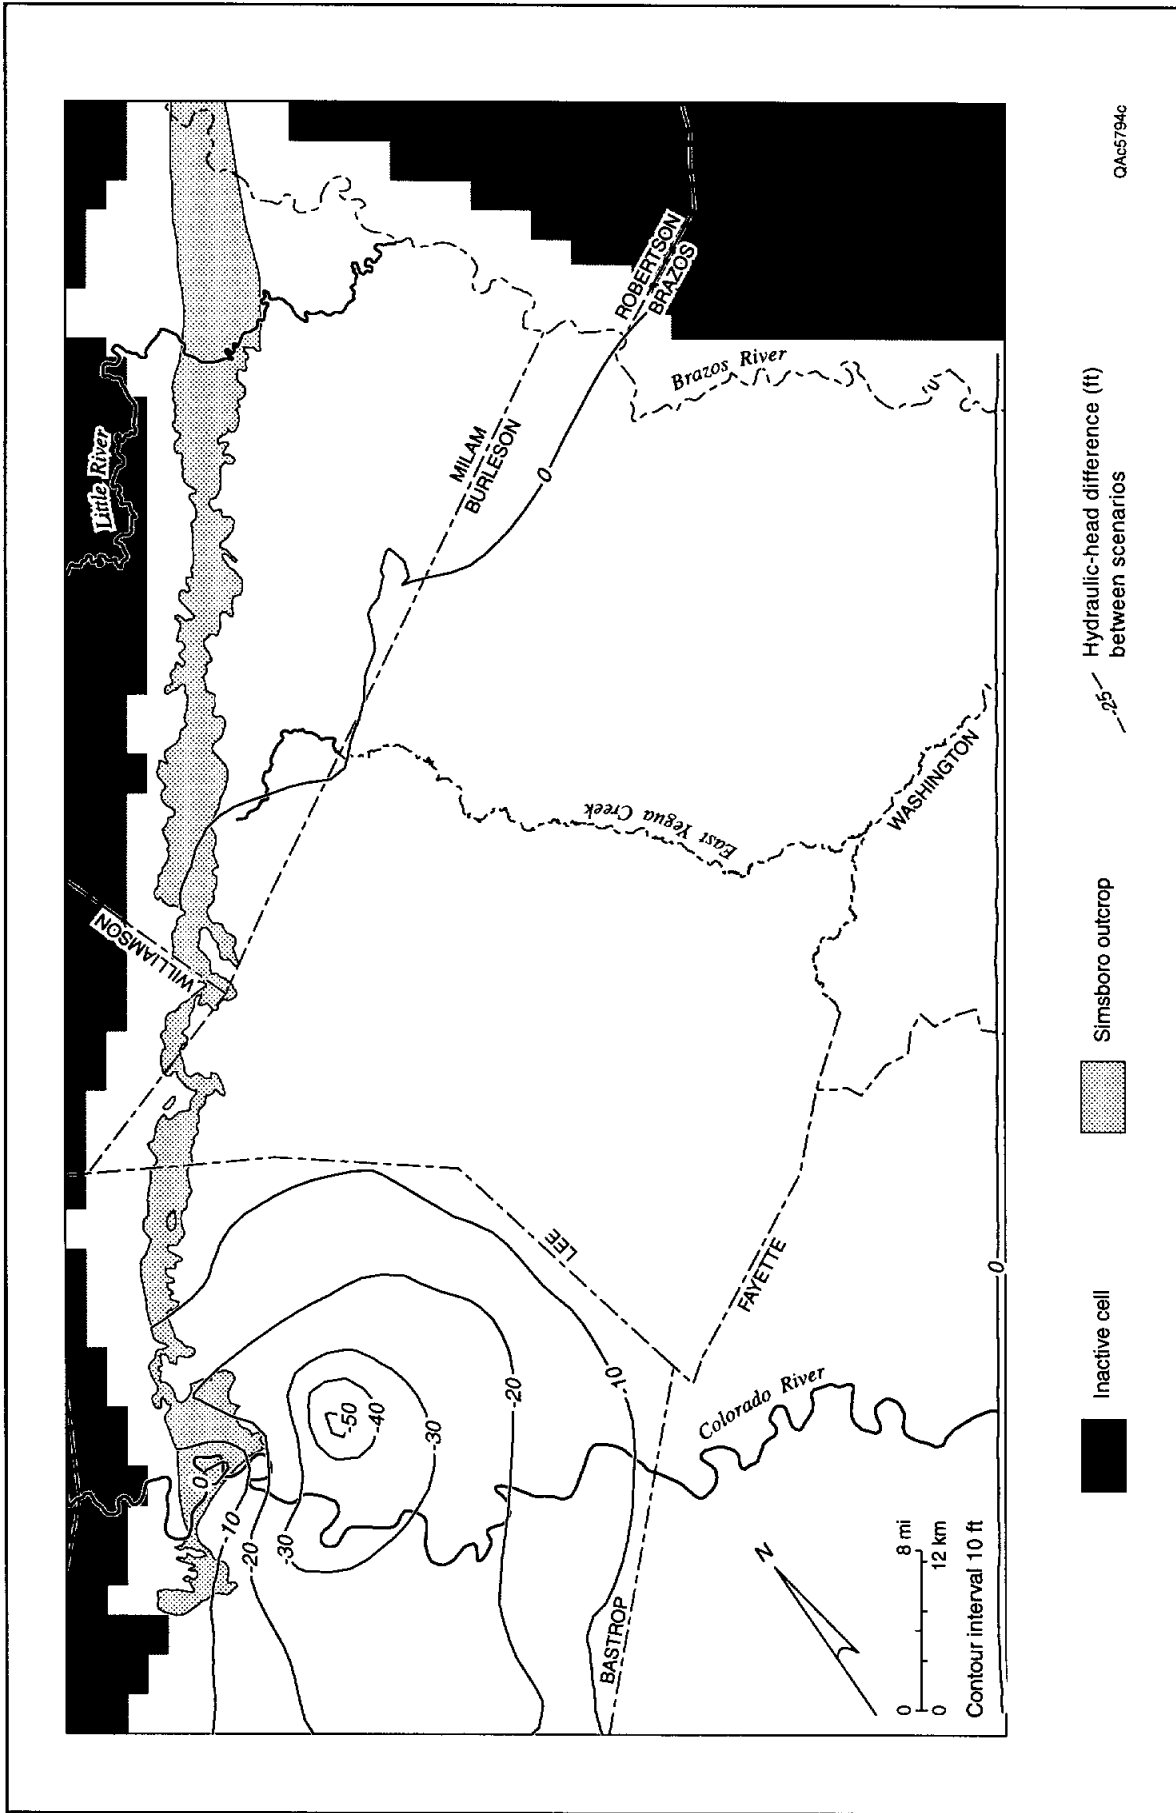 Little River
WILLIAMSON
MILAM
BURLESON
ROBERTSON
BRAZOS
Brazos River
0
East Yegua Creek
WASHINGTON
LEE
FAYETTE
0
-10
-20
-30
-40
-50
0
-10
-20
-30
Colorado River
BASTROP
N
0 8 mi
0 12 km
Contour interval 10 ft
Inactive cell
Simsboro outcrop
-25
Hydraulic-head difference (ft)
between scenarios
QAc5794c